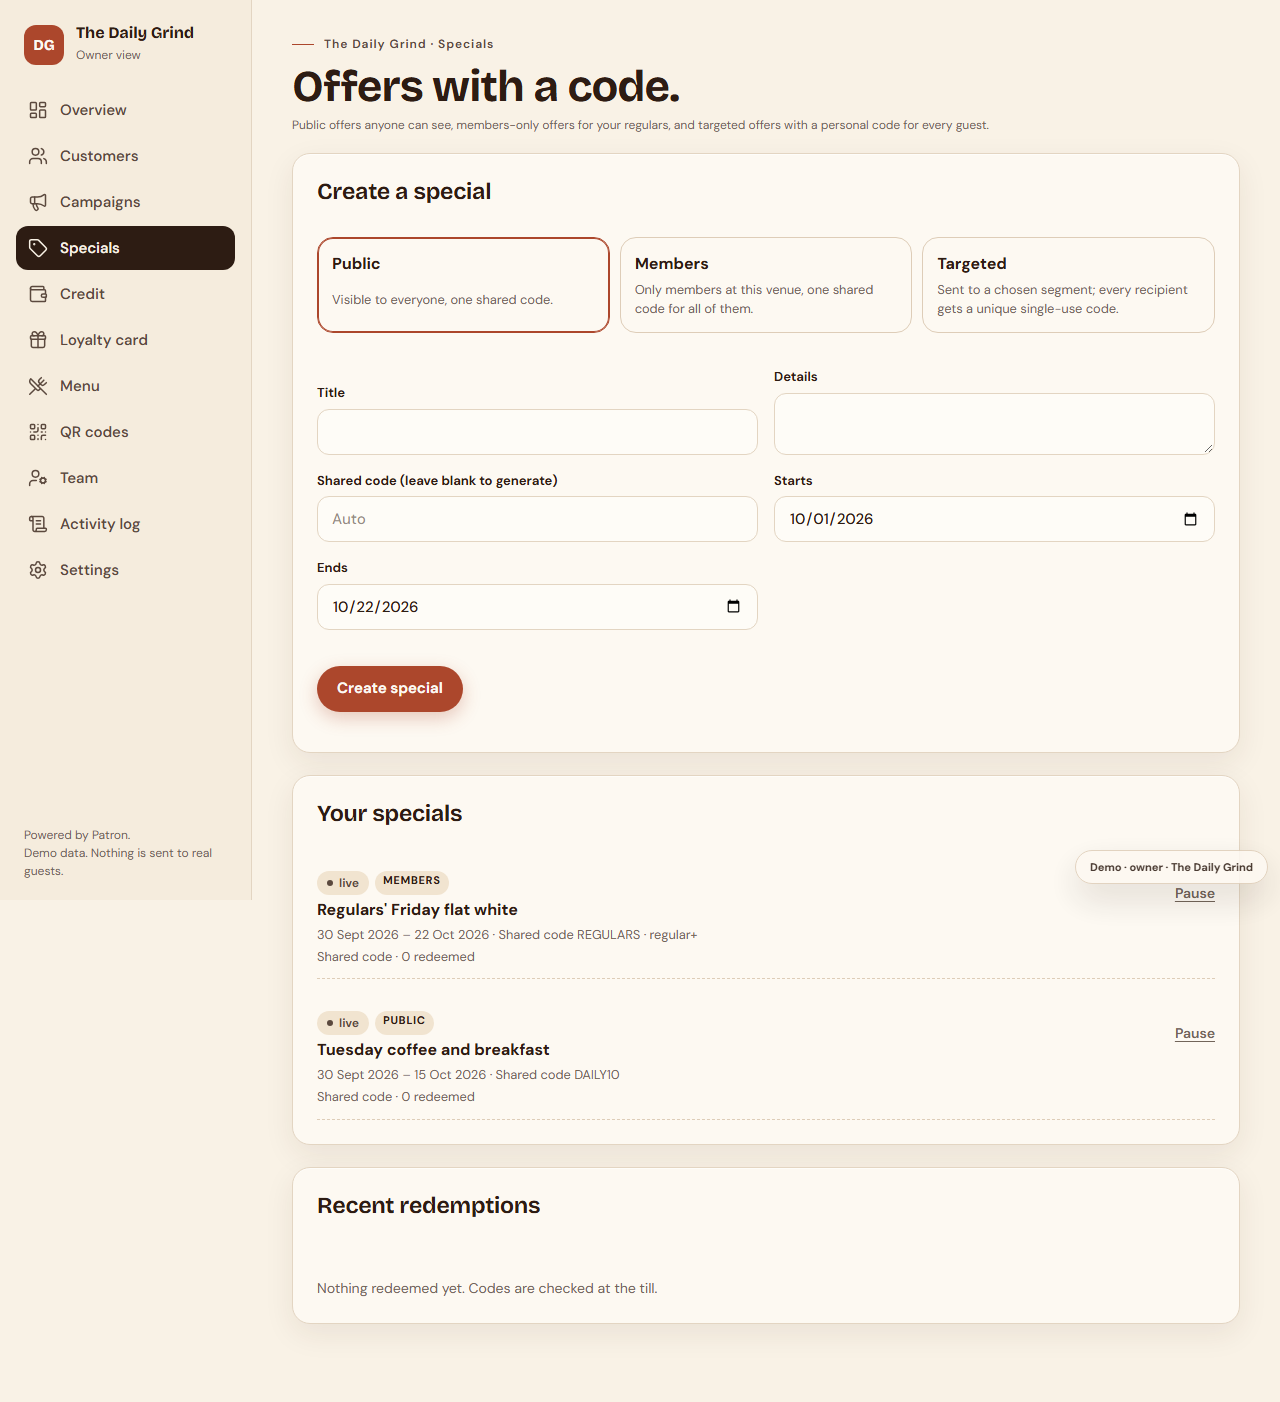 DG
The Daily Grind
Owner view
Overview
Customers
Campaigns
Specials
Credit
Loyalty card
Menu
QR codes
Team
Activity log
Settings
Powered by Patron.
Demo data. Nothing is sent to real
guests.
The Daily Grind · Specials
Offers with a code.
Public offers anyone can see, members-only offers for your regulars, and targeted offers with a personal code for every guest.
Create a special
Public
Visible to everyone, one shared code.
Members
Only members at this venue, one shared
code for all of them.
Targeted
Sent to a chosen segment; every recipient
gets a unique single-use code.
Title
Details
Shared code (leave blank to generate)
Auto
Starts
10/01/2026
Ends
10/22/2026
Create special
Your specials
Demo · owner · The Daily Grind
live MEMBERS
Pause
Regulars' Friday flat white
30 Sept 2026 – 22 Oct 2026 · Shared code REGULARS · regular+
Shared code · 0 redeemed
live PUBLIC
Pause
Tuesday coffee and breakfast
30 Sept 2026 – 15 Oct 2026 · Shared code DAILY10
Shared code · 0 redeemed
Recent redemptions
Nothing redeemed yet. Codes are checked at the till.